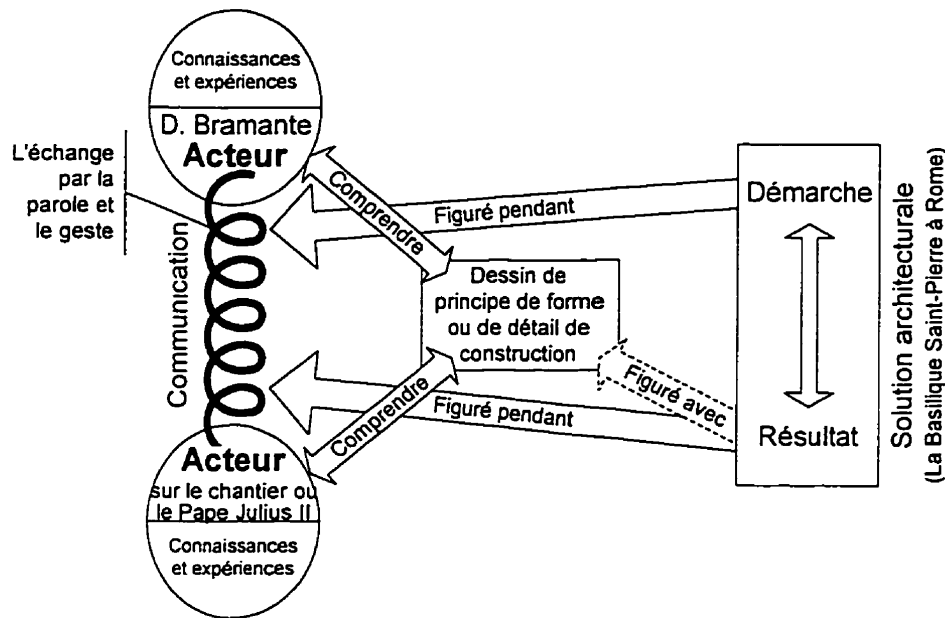 Connaissances
et expériences
D. Bramante
Acteur
L'échange
par la
parole et
le geste
Communication
Comprendre
Figuré pendant
Dessin de
principe de forme
ou de détail de
construction
Comprendre
Figuré pendant
Figuré avec
Démarche
Résultat
Solution architecturale
(La Basilique Saint-Pierre à Rome)
Acteur
sur le chantier ou
le Pape Julius II
Connaissances
et expériences